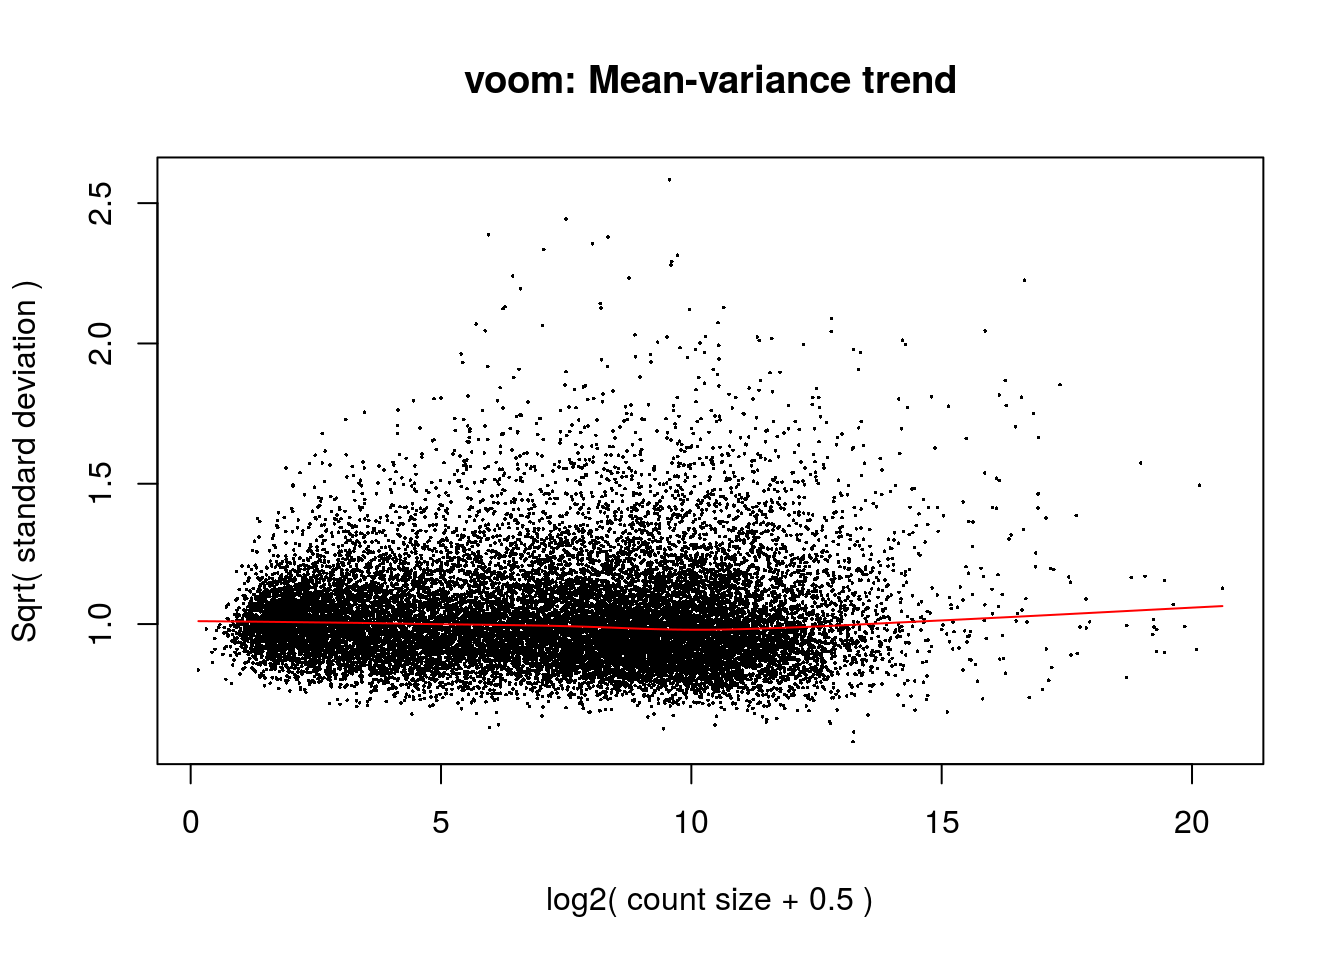 voom: Mean-variance trend
Sqrt( standard deviation )
2.5
2.0
1.5
1.0
0 5 10 15 20
log2( count size + 0.5 )